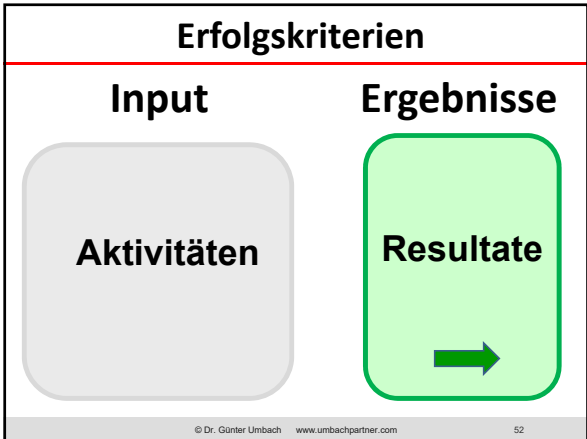 Erfolgskriterien
Input
Ergebnisse
Aktivitäten
Resultate
© Dr. Günter Umbach www.umbachpartner.com 52